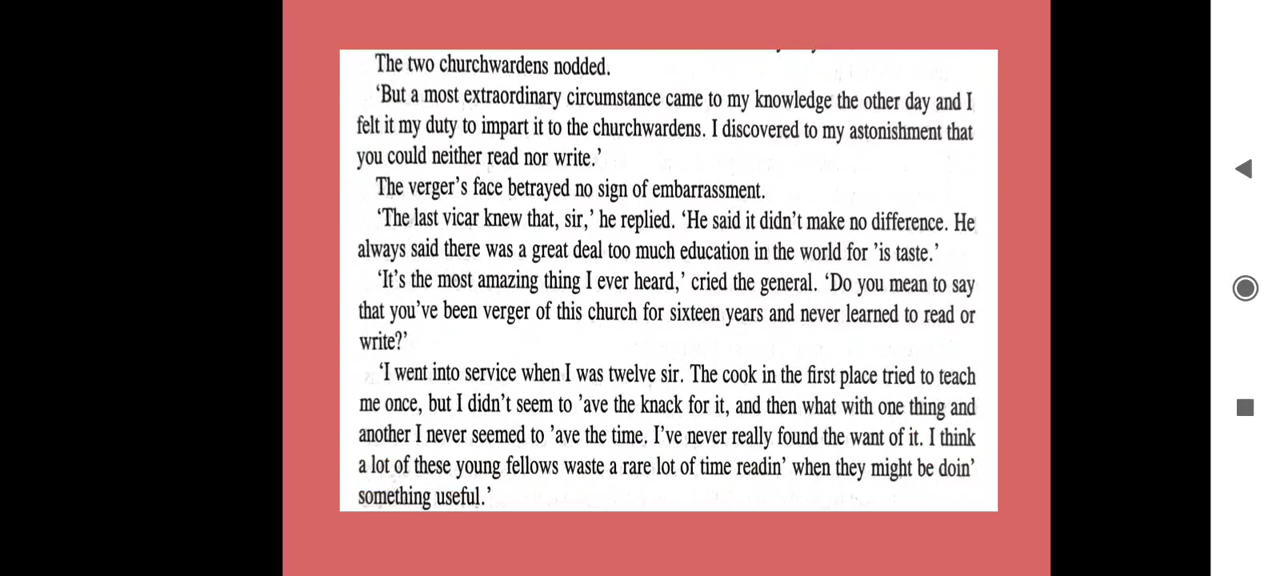 The two churchwardens nodded.
‘But a most extraordinary circumstance came to my knowledge the other day and I
felt it my duty to impart it to the churchwardens. I discovered to my astonishment that
you could neither read nor write.’
The verger’s face betrayed no sign of embarrassment.
‘The last vicar knew that, sir,’ he replied. ‘He said it didn’t make no difference. He
always said there was a great deal too much education in the world for ’is taste.’
‘It’s the most amazing thing I ever heard,’ cried the general. ‘Do you mean to say
that you’ve been verger of this church for sixteen years and never learned to read or
write?’
‘I went into service when I was twelve sir. The cook in the first place tried to teach
me once, but I didn’t seem to ’ave the knack for it, and then what with one thing and
another I never seemed to ’ave the time. I’ve never really found the want of it. I think
a lot of these young fellows waste a rare lot of time readin’ when they might be doin’
something useful.’